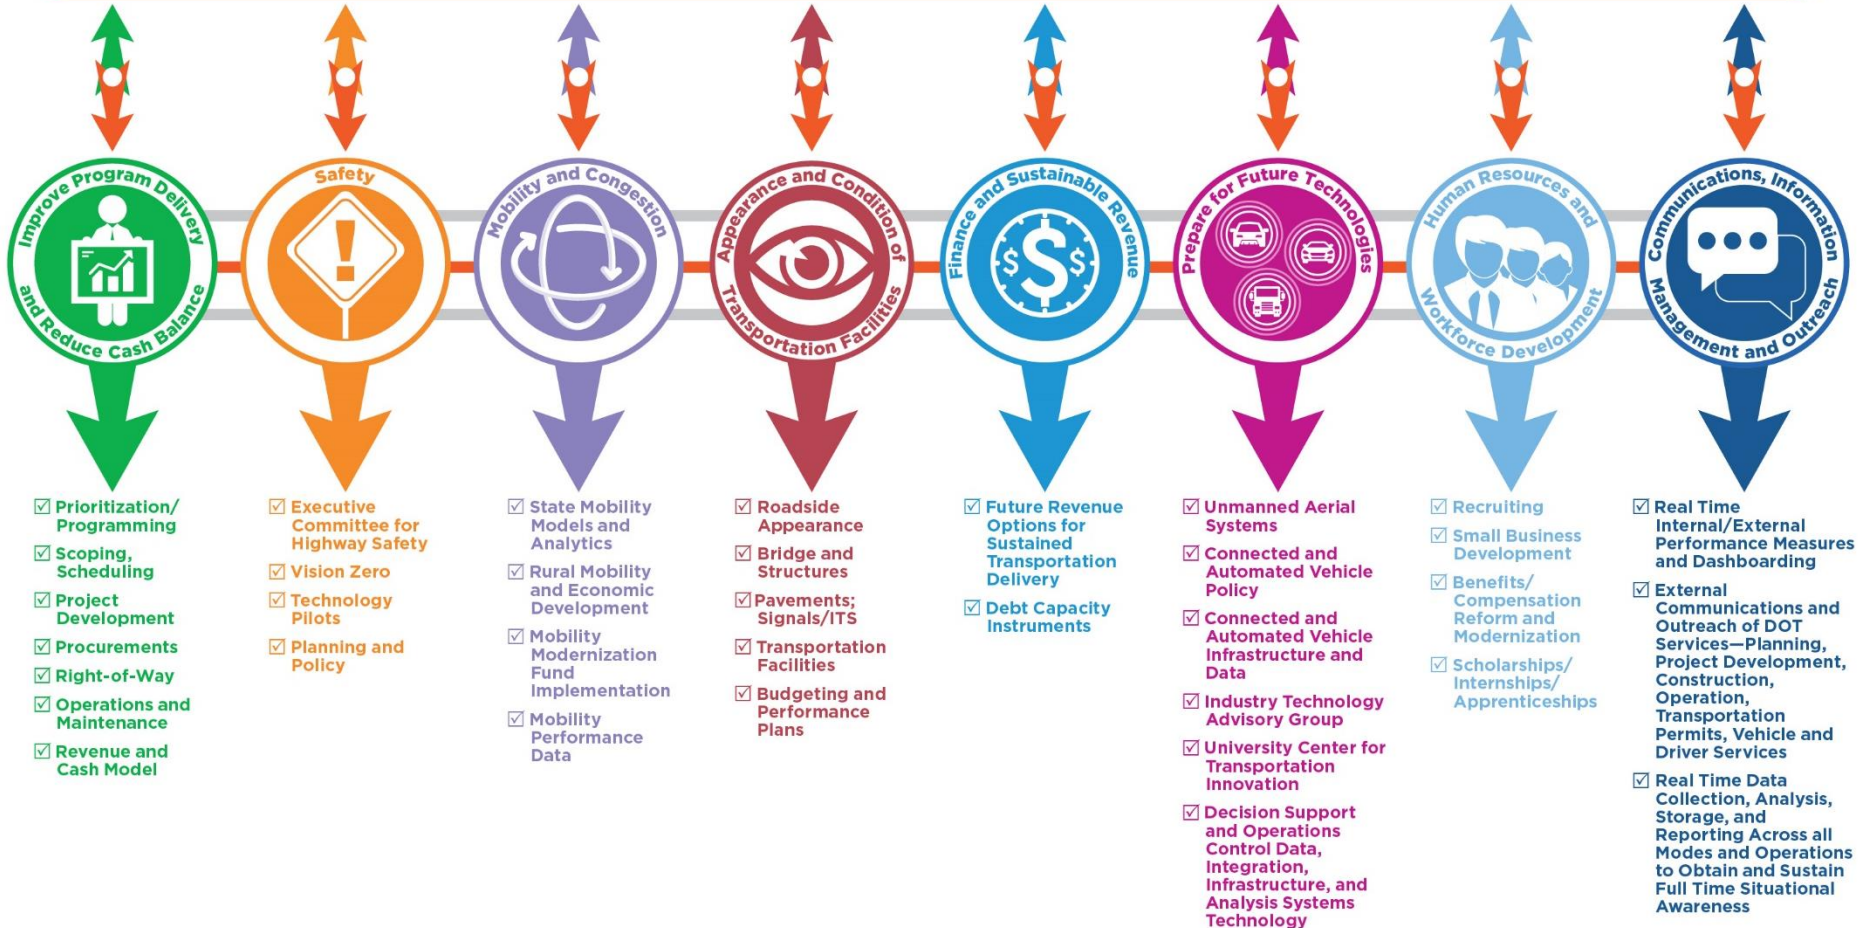 Improve Program Delivery
and Reduce Cash Balance
Safety
Mobility and Congestion
Appearance and Condition of
Transportation Facilities
Finance and Sustainable Revenue
$ $ $
Prepare for Future Technologies
Human Resources and
Workforce Development
Communications, Information
Management and Outreach
Prioritization/
Programming
Scoping,
Scheduling
Project
Development
Procurements
Right-of-Way
Operations and
Maintenance
Revenue and
Cash Model
Executive
Committee for
Highway Safety
Vision Zero
Technology
Pilots
Planning and
Policy
State Mobility
Models and
Analytics
Rural Mobility
and Economic
Development
Mobility
Modernization
Fund
Implementation
Mobility
Performance
Data
Roadside
Appearance
Bridge and
Structures
Pavements;
Signals/ITS
Transportation
Facilities
Budgeting and
Performance
Plans
Future Revenue
Options for
Sustained
Transportation
Delivery
Debt Capacity
Instruments
Unmanned Aerial
Systems
Connected and
Automated Vehicle
Policy
Connected and
Automated Vehicle
Infrastructure and
Data
Industry Technology
Advisory Group
University Center for
Transportation
Innovation
Decision Support
and Operations
Control Data,
Integration,
Infrastructure, and
Analysis Systems
Technology
Recruiting
Small Business
Development
Benefits/
Compensation
Reform and
Modernization
Scholarships/
Internships/
Apprenticeships
Real Time
Internal/External
Performance Measures
and Dashboarding
External
Communications and
Outreach of DOT
Services—Planning,
Project Development,
Construction,
Operation,
Transportation
Permits, Vehicle and
Driver Services
Real Time Data
Collection, Analysis,
Storage, and
Reporting Across all
Modes and Operations
to Obtain and Sustain
Full Time Situational
Awareness